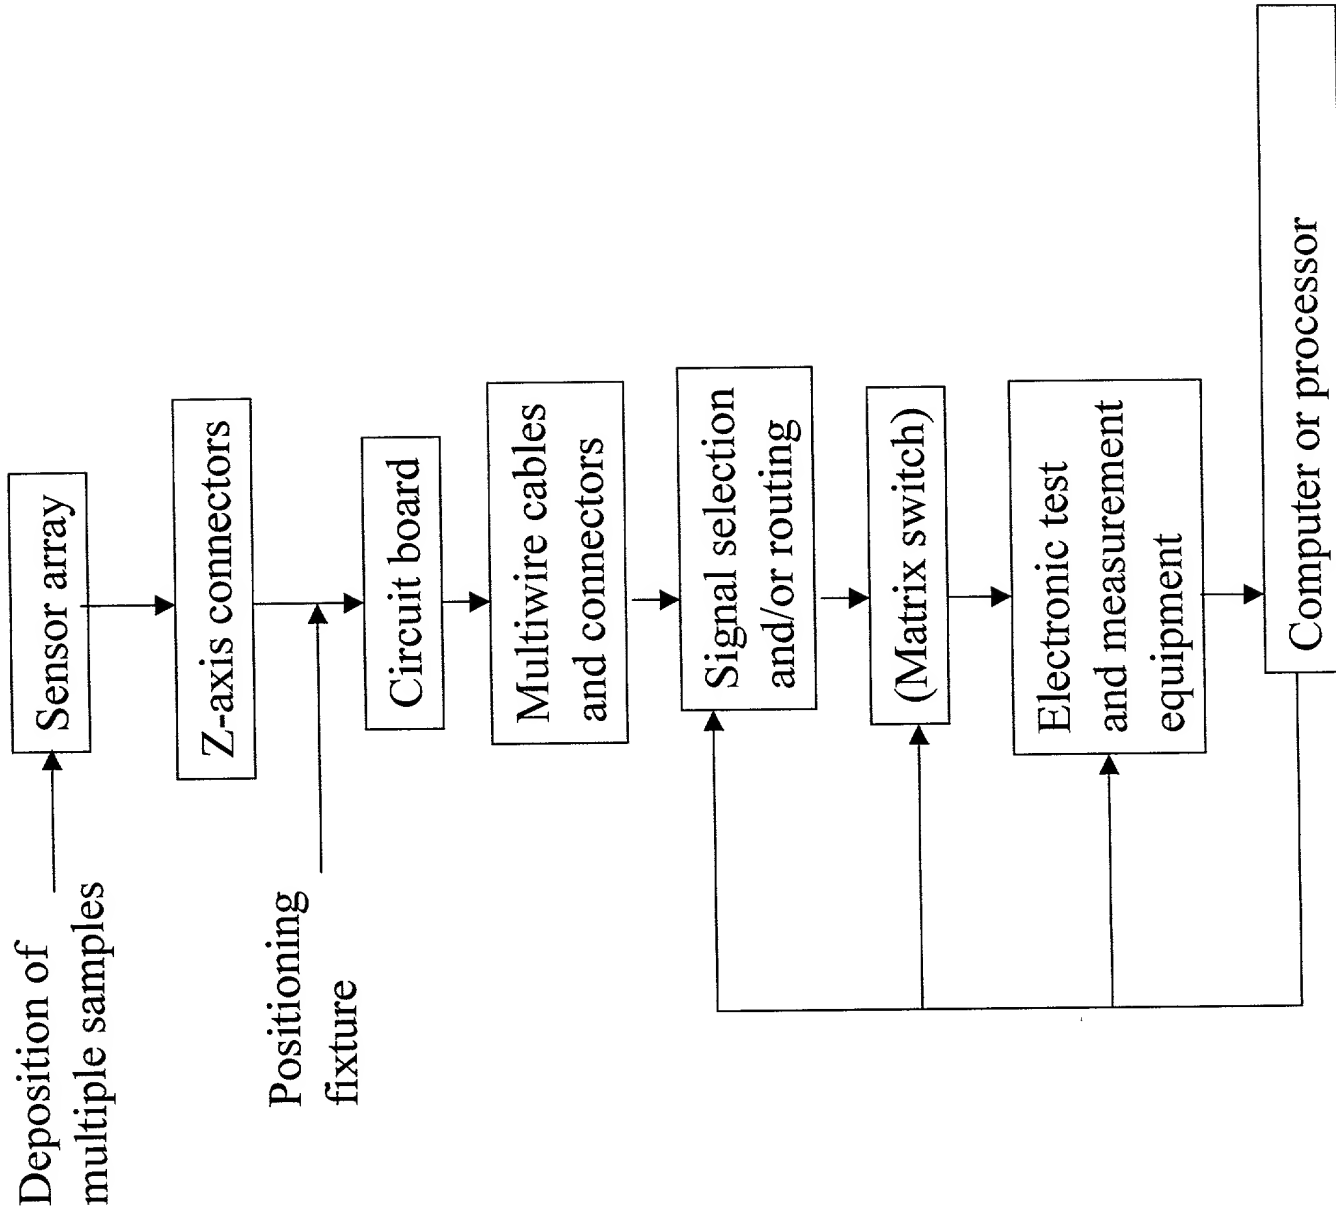 Deposition of
multiple samples
Sensor array
Z-axis connectors
Positioning
fixture
Circuit board
Multiwire cables
and connectors
Signal selection
and/or routing
(Matrix switch)
Electronic test
and measurement
equipment
Computer or processor